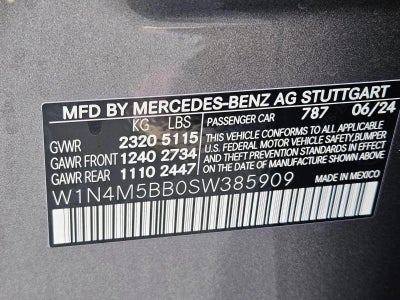 MFD BY MERCEDES-BENZ AG STUTTGART
KG LBS
PASSENGER CAR 787 06/24
GVWR 2320 5115
GAWR FRONT 1240 2734
GAWR REAR 1110 2447
THIS VEHICLE CONFORMS TO ALL APPLICABLE
U.S. FEDERAL MOTOR VEHICLE SAFETY, BUMPER
AND THEFT PREVENTION STANDARDS IN EFFECT
ON THE DATE OF MANUFACTURE SHOWN ABOVE.
W1N4M5BB0SW385909
MADE IN MEXICO